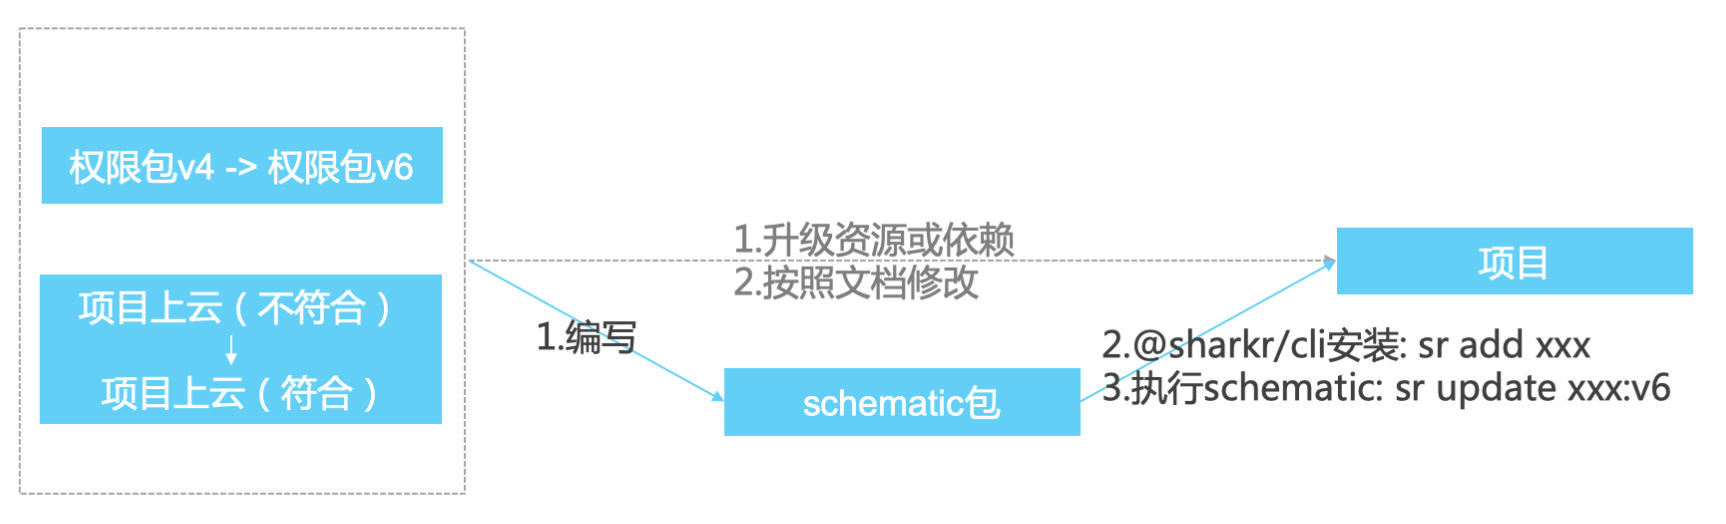 权限包v4 -> 权限包v6
项目上云（不符合）
项目上云（符合）
1.升级资源或依赖
2.按照文档修改
1.编写
schematic包
项目
2.@sharkr/cli安装: sr add xxx
3.执行schematic: sr update xxx:v6